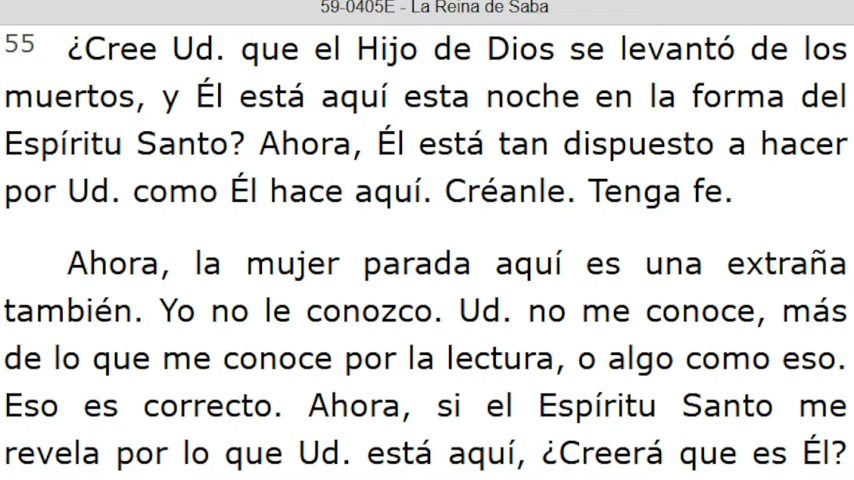 59-0405E - La Reina de Saba
55 ¿Cree Ud. que el Hijo de Dios se levantó de los
muertos, y Él está aquí esta noche en la forma del
Espíritu Santo? Ahora, Él está tan dispuesto a hacer
por Ud. como Él hace aquí. Créanle. Tenga fe.
Ahora, la mujer parada aquí es una extraña
también. Yo no le conozco. Ud. no me conoce, más
de lo que me conoce por la lectura, o algo como eso.
Eso es correcto. Ahora, si el Espíritu Santo me
revela por lo que Ud. está aquí, ¿Creerá que es Él?